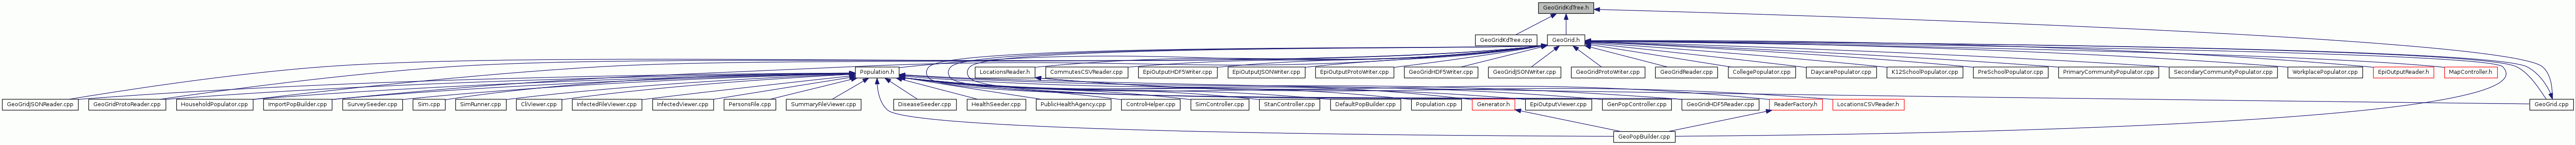 GeoGridKdTree.h
GeoGridKdTree.cpp
GeoGrid.h
Population.h
LocationsReader.h
CommutesCSVReader.cpp
EpiOutputHDF5Writer.cpp
EpiOutputJSONWriter.cpp
EpiOutputProtoWriter.cpp
GeoGridHDF5Writer.cpp
GeoGridJSONWriter.cpp
GeoGridProtoWriter.cpp
GeoGridReader.cpp
CollegePopulator.cpp
DaycarePopulator.cpp
K12SchoolPopulator.cpp
PreSchoolPopulator.cpp
PrimaryCommunityPopulator.cpp
SecondaryCommunityPopulator.cpp
WorkplacePopulator.cpp
EpiOutputReader.h
MapController.h
GeoGridJSONReader.cpp
GeoGridProtoReader.cpp
HouseholdPopulator.cpp
ImportPopBuilder.cpp
SurveySeeder.cpp
Sim.cpp
SimRunner.cpp
CliViewer.cpp
InfectedFileViewer.cpp
InfectedViewer.cpp
PersonsFile.cpp
SummaryFileViewer.cpp
DiseaseSeeder.cpp
HealthSeeder.cpp
PublicHealthAgency.cpp
ControlHelper.cpp
SimController.cpp
StanController.cpp
DefaultPopBuilder.cpp
Population.cpp
Generator.h
EpiOutputViewer.cpp
GenPopController.cpp
GeoGridHDF5Reader.cpp
ReaderFactory.h
LocationsCSVReader.h
GeoGrid.cpp
GeoPopBuilder.cpp